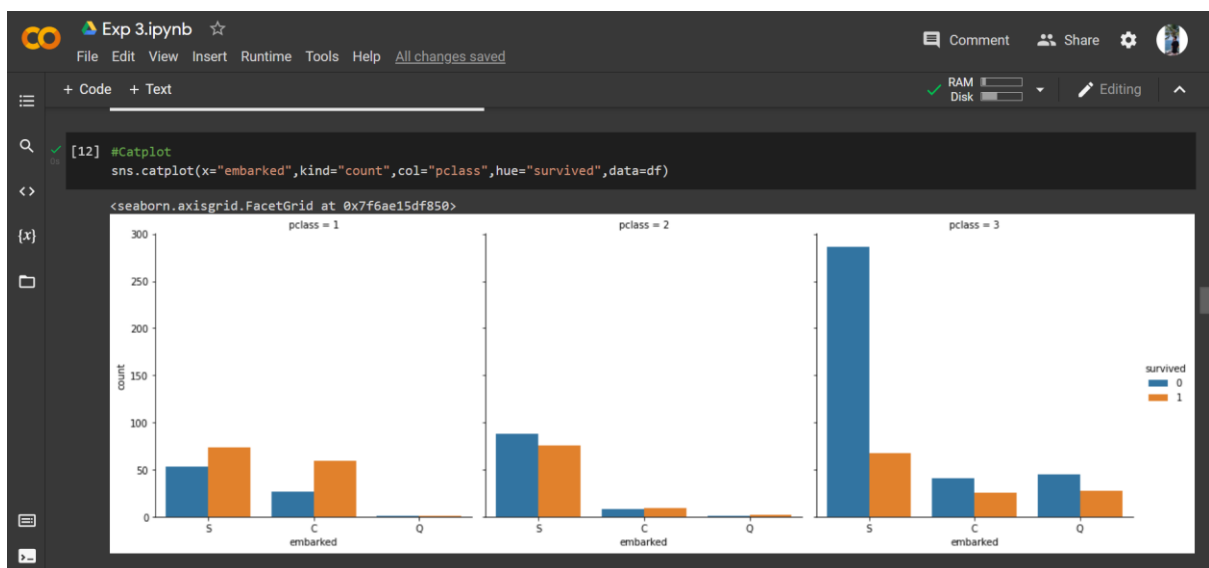 Exp 3.ipynb
Comment
Share
File Edit View Insert Runtime Tools Help All changes saved
+ Code + Text
RAM
Disk
Editing
[12] #Catplot
0s
sns.catplot(x="embarked",kind="count",col="pclass",hue="survived",data=df)
<seaborn.axisgrid.FacetGrid at 0x7f6ae15df850>
{x}
pclass = 1
pclass = 2
pclass = 3
300
250
200
150
100
50
0
count
S C Q
embarked
S C Q
embarked
S C Q
embarked
survived
0
1